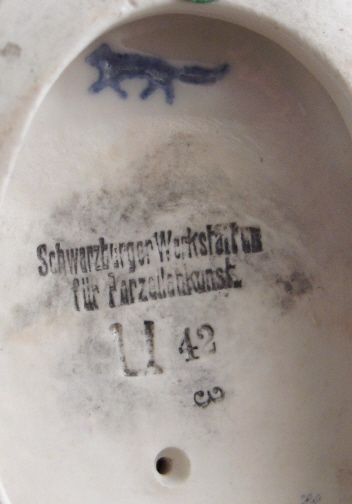 Schwarzburger Werkstätten
für Porzellankunst.
U 42